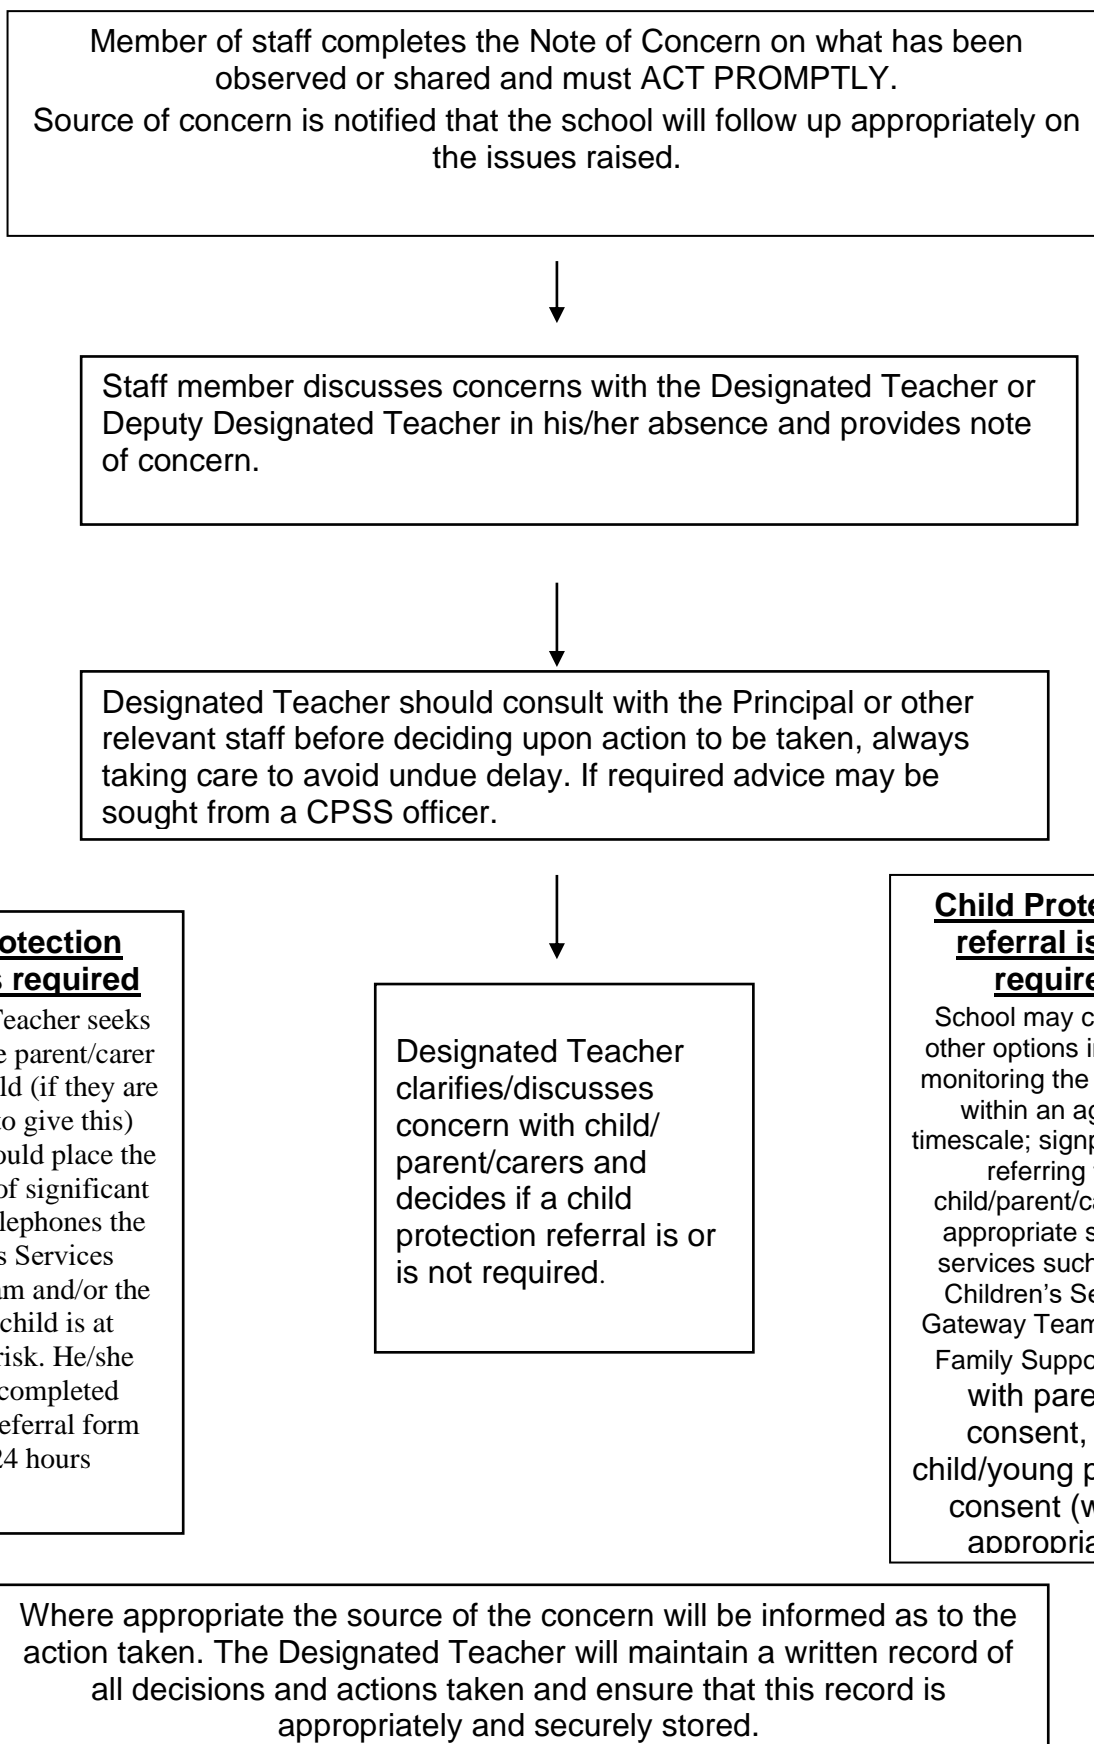 Member of staff completes the Note of Concern on what has been
observed or shared and must ACT PROMPTLY.
Source of concern is notified that the school will follow up appropriately on
the issues raised.
Staff member discusses concerns with the Designated Teacher or
Deputy Designated Teacher in his/her absence and provides note
of concern.
Designated Teacher should consult with the Principal or other
relevant staff before deciding upon action to be taken, always
taking care to avoid undue delay. If required advice may be
sought from a CPSS officer.
otection
s required
Teacher seeks
e parent/carer
ld (if they are
to give this)
ould place the
of significant
lephones the
s Services
am and/or the
child is at
risk. He/she
completed
eferral form
24 hours
Designated Teacher
clarifies/discusses
concern with child/
parent/carers and
decides if a child
protection referral is or
is not required.
Child Prote
referral is
require
School may c
other options i
monitoring the
within an ag
timescale; signp
referring
child/parent/ca
appropriate s
services such
Children's Se
Gateway Team
Family Suppo
with pare
consent,
child/young p
consent (w
appropria
Where appropriate the source of the concern will be informed as to the
action taken. The Designated Teacher will maintain a written record of
all decisions and actions taken and ensure that this record is
appropriately and securely stored.